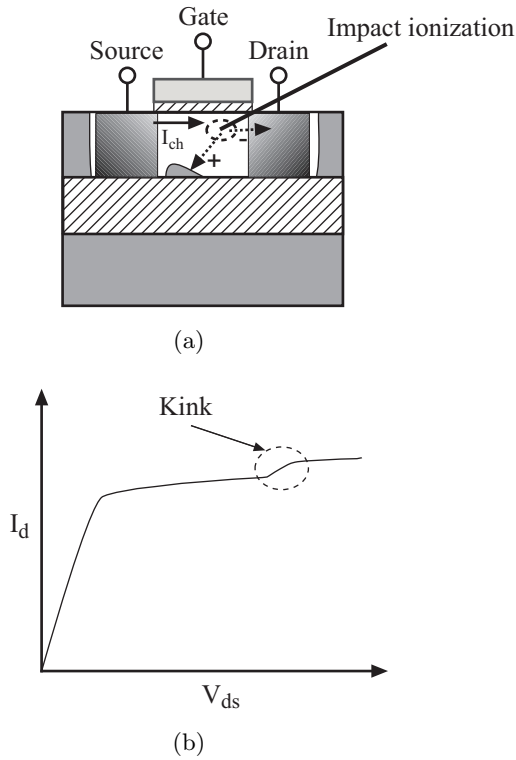 Impact ionization
Gate
Source
Drain
I_ch
-
+
(a)
Kink
I_d
V_ds
(b)